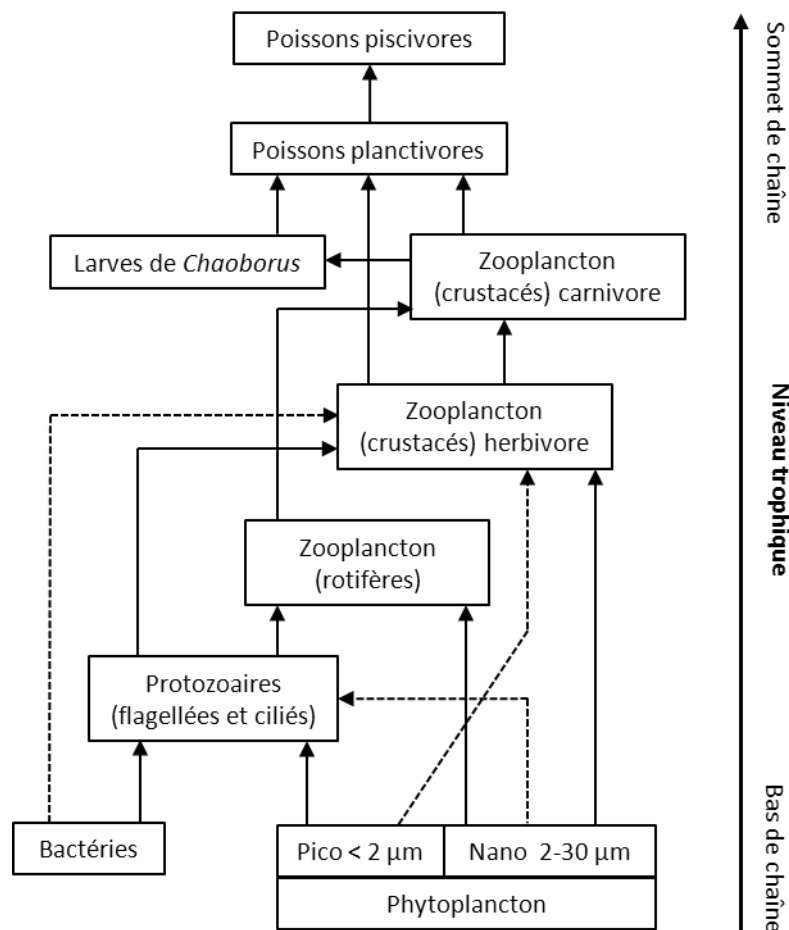 Poissons piscivores
Poissons planctivores
Larves de Chaoborus
Zooplancton
(crustacés) carnivore
Zooplancton
(crustacés) herbivore
Zooplancton
(rotifères)
Protozoaires
(flagellées et ciliés)
Bactéries
Pico < 2 µm
Nano 2-30 µm
Phytoplancton
Sommet de chaîne
Niveau trophique
Bas de chaîne